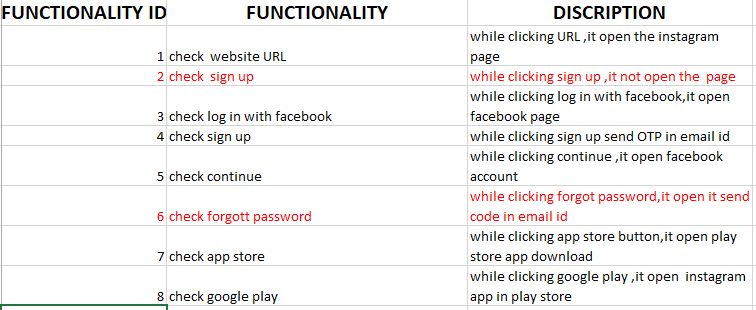 FUNCTIONALITY ID FUNCTIONALITY DISCRIPTION
while clicking URL ,it open the instagram
1 check website URL page
2 check sign up while clicking sign up ,it not open the page
while clicking log in with facebook,it open
3 check log in with facebook facebook page
4 check sign up while clicking sign up send OTP in email id
while clicking continue ,it open facebook
5 check continue account
while clicking forgot password,it open it send
6 check forgott password code in email id
while clicking app store button,it open play
7 check app store store app download
while clicking google play ,it open instagram
8 check google play app in play store